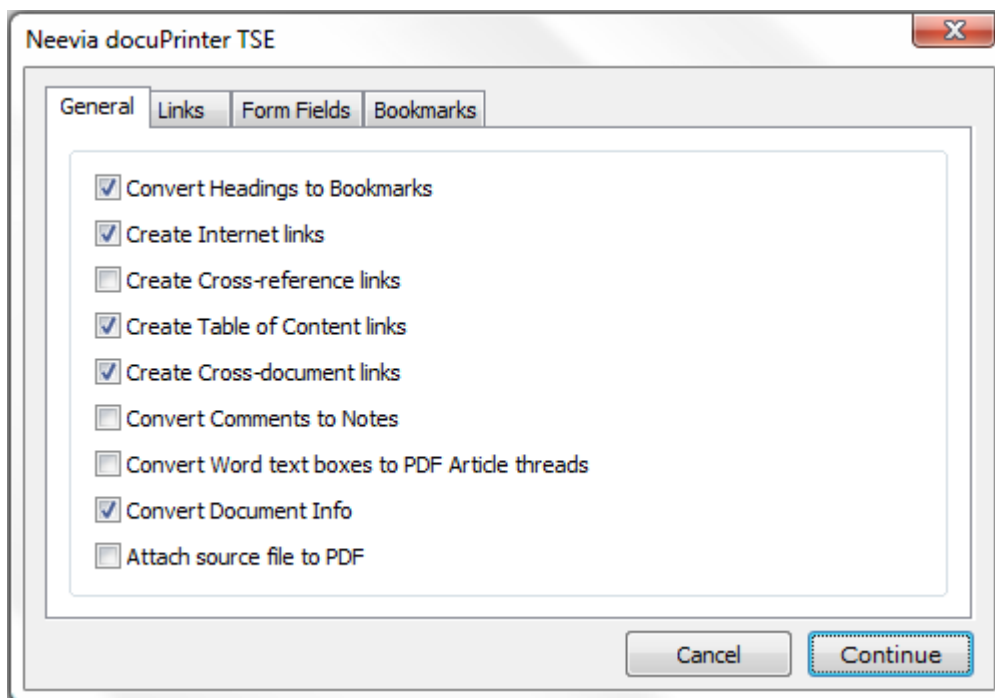 Neevia docuPrinter TSE
General Links Form Fields Bookmarks
Convert Headings to Bookmarks
Create Internet links
Create Cross-reference links
Create Table of Content links
Create Cross-document links
Convert Comments to Notes
Convert Word text boxes to PDF Article threads
Convert Document Info
Attach source file to PDF
Cancel Continue